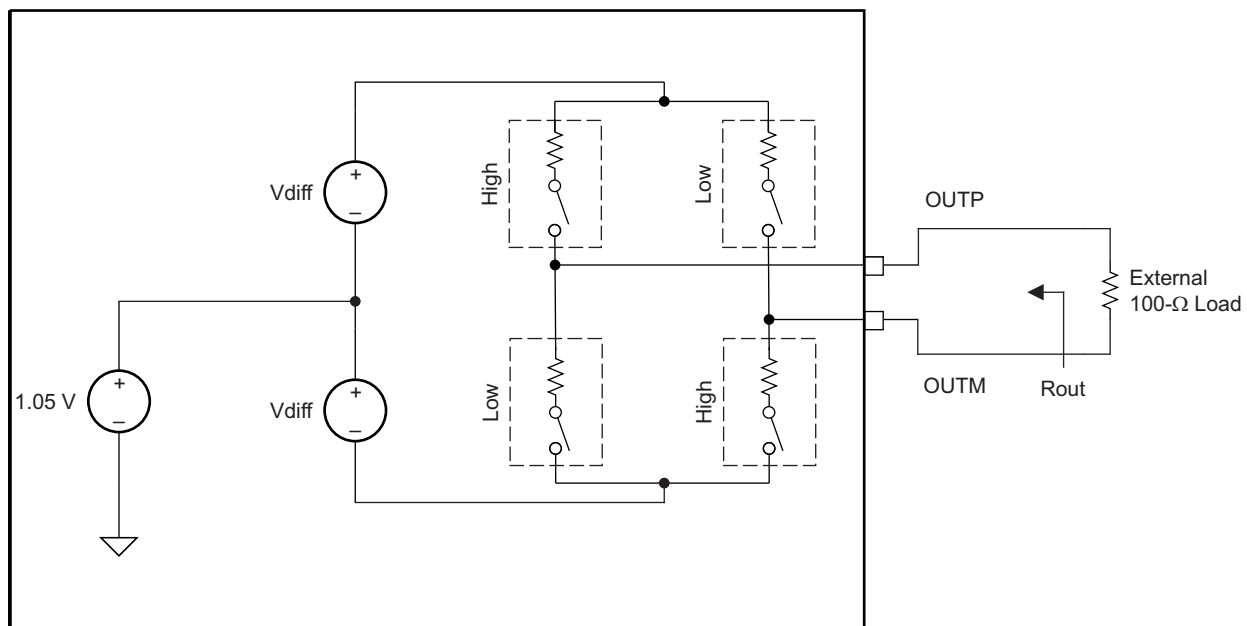 High
Low
+
Vdiff
–
OUTP
External
100-Ω Load
+
1.05 V
–
+
Vdiff
–
Low
High
OUTM
Rout